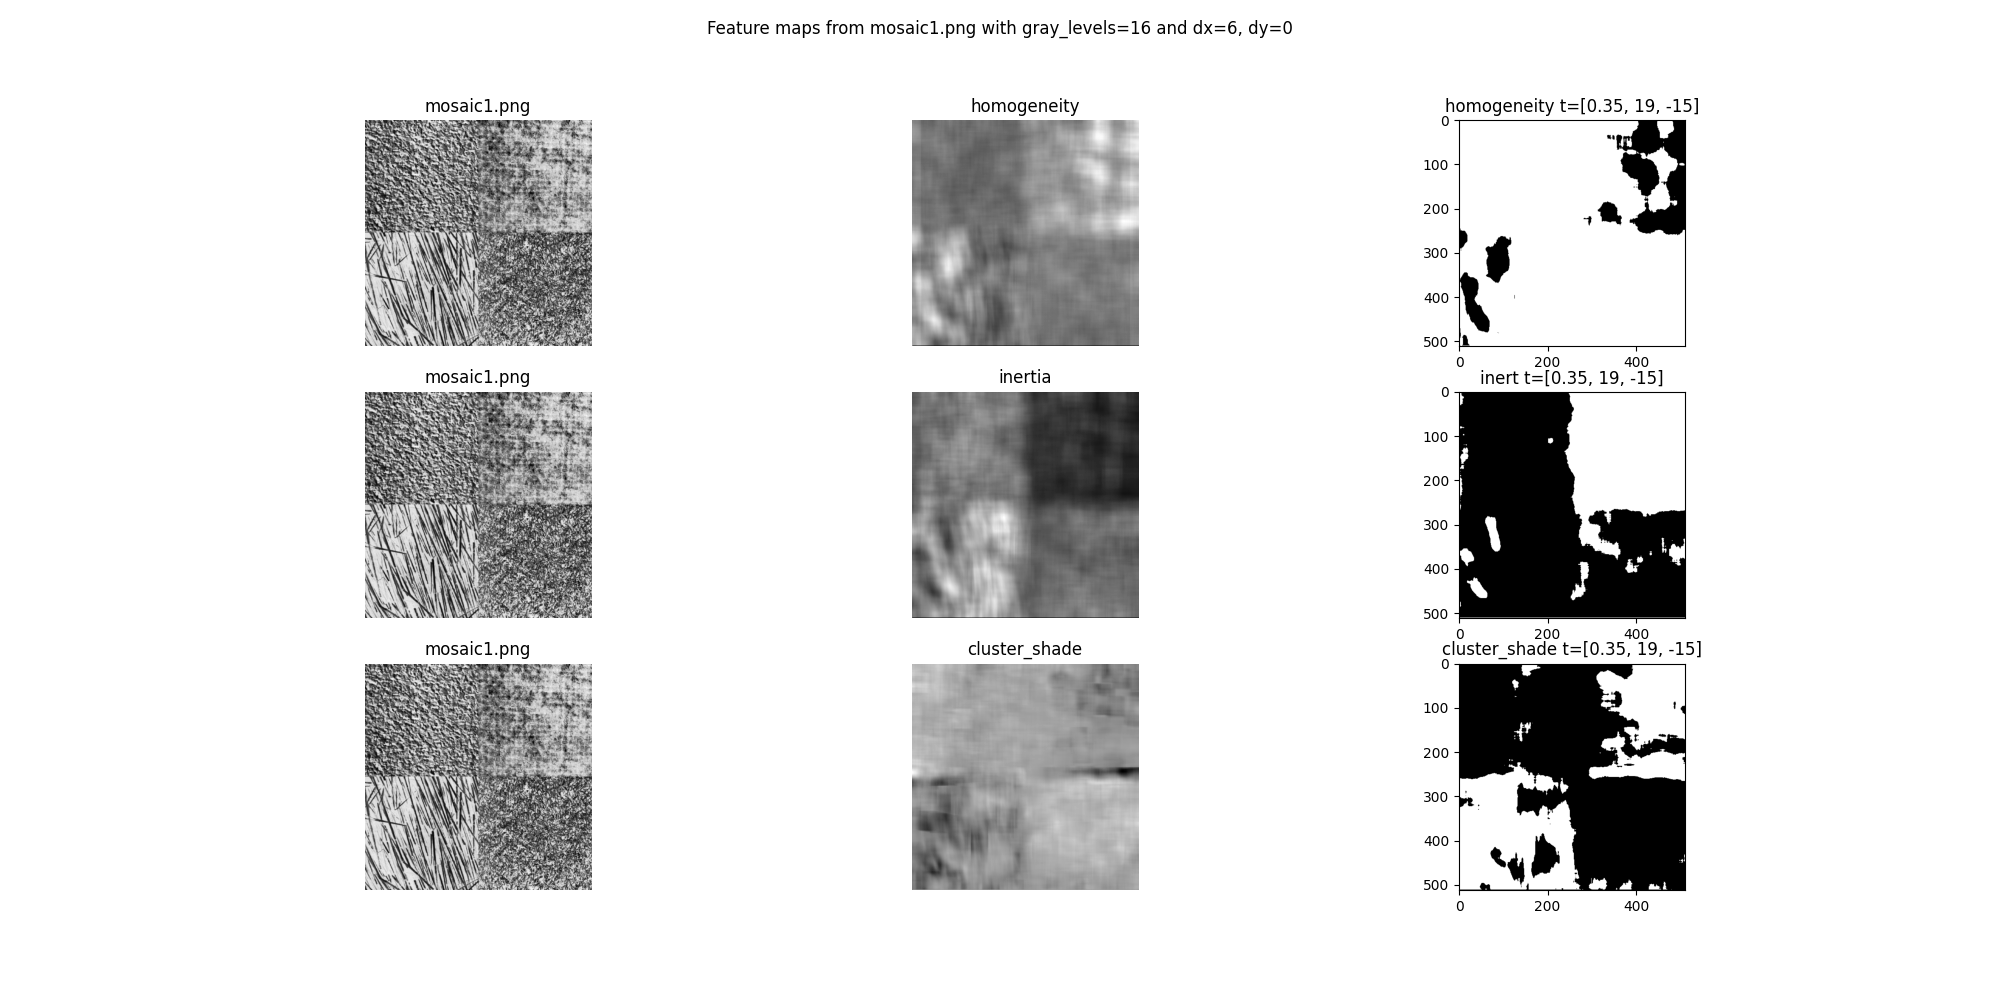 Feature maps from mosaic1.png with gray_levels=16 and dx=6, dy=0
mosaic1.png
homogeneity
homogeneity t=[0.35, 19, -15]
0
100
200
300
400
500
0 200 400
mosaic1.png
inertia
inert t=[0.35, 19, -15]
0
100
200
300
400
500
0 200 400
mosaic1.png
cluster_shade
cluster_shade t=[0.35, 19, -15]
0
100
200
300
400
500
0 200 400